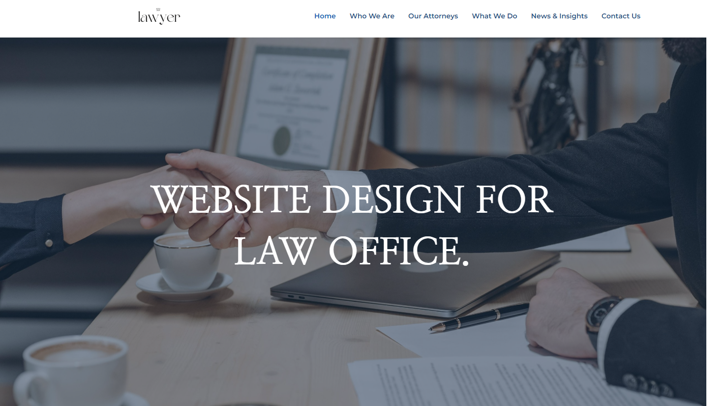 lawyer
Home Who We Are Our Attorneys What We Do News & Insights Contact Us
WEBSITE DESIGN FOR
LAW OFFICE.